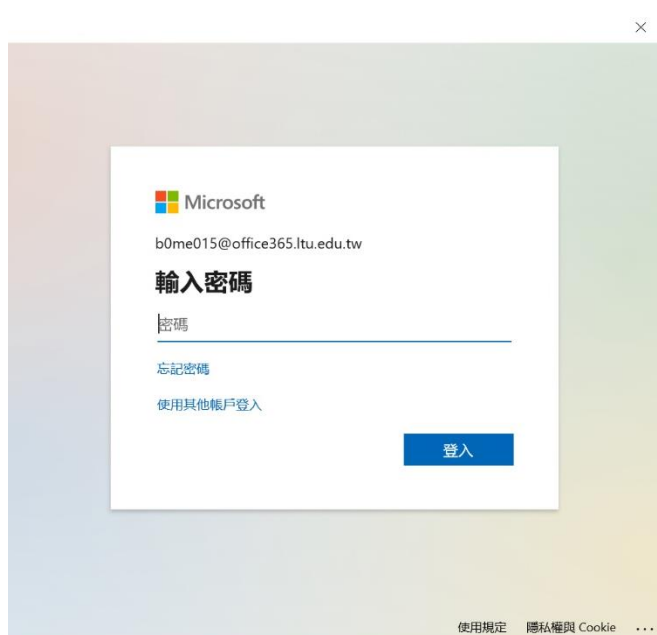 Microsoft
b0me015@office365.ltu.edu.tw
輸入密碼
密碼
忘記密碼
使用其他帳戶登入
登入
使用規定 隱私權與 Cookie ...